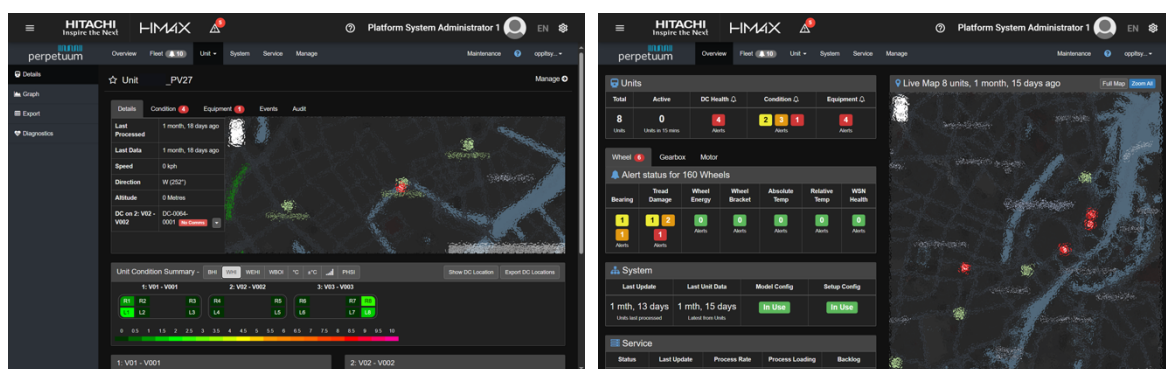 HITACHI
Inspire the Next
HMAX
Platform System Administrator 1
EN
perpetuum
Overview
Fleet
10
Unit
System
Service
Manage
Maintenance
oppfsy...
Details
Graph
Export
Diagnostics
Unit _PV27
Manage
Details
Condition 4
Equipment 1
Events
Audit
Last Processed 1 month, 18 days ago
Last Data 1 month, 18 days ago
Speed 0 kph
Direction W (252°)
Altitude 0 Metres
DC on 2: V02 - V002 DC-0064-0001 No Comms
Unit Condition Summary - BHI WHI WEHI WBOI °C ±°C PHSI
Show DC Location
Export DC Locations
1: V01 - V001 2: V02 - V002 3: V03 - V003
R1 R2 R3 R4 R5 R6 R7 R8
L1 L2 L3 L4 L5 L6 L7 L8
0 0.5 1 1.5 2 2.5 3 3.5 4 4.5 5 5.5 6 6.5 7 7.5 8 8.5 9 9.5 10
1: V01 - V001
2: V02 - V002
HITACHI
Inspire the Next
HMAX
Platform System Administrator 1
EN
perpetuum
Overview
Fleet
10
Unit
System
Service
Manage
Maintenance
oppfsy...
Units
Total Active DC Health Condition Equipment
8 0 4 2 3 1 4
Units Units in 15 mins Alerts Alerts Alerts
Wheel 6
Gearbox
Motor
Alert status for 160 Wheels
Bearing Tread Damage Wheel Energy Wheel Bracket Absolute Temp Relative Temp WSN Health
1 1 2 0 0 0 0 0
1 1 Alerts Alerts Alerts Alerts Alerts
Alerts Alerts
System
Last Update Last Unit Data Model Config Setup Config
1 mth, 13 days 1 mth, 15 days In Use In Use
Units last processed Latest from Units
Service
Status Last Update Process Rate Process Loading Backlog
Live Map 8 units, 1 month, 15 days ago
Full Map
Zoom All